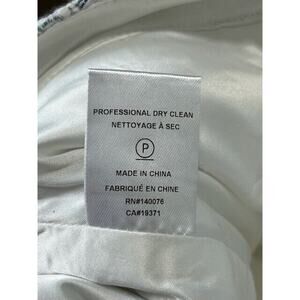 PROFESSIONAL DRY CLEAN
NETTOYAGE À SEC
P
MADE IN CHINA
FABRIQUÉ EN CHINE
RN#140076
CA#19371